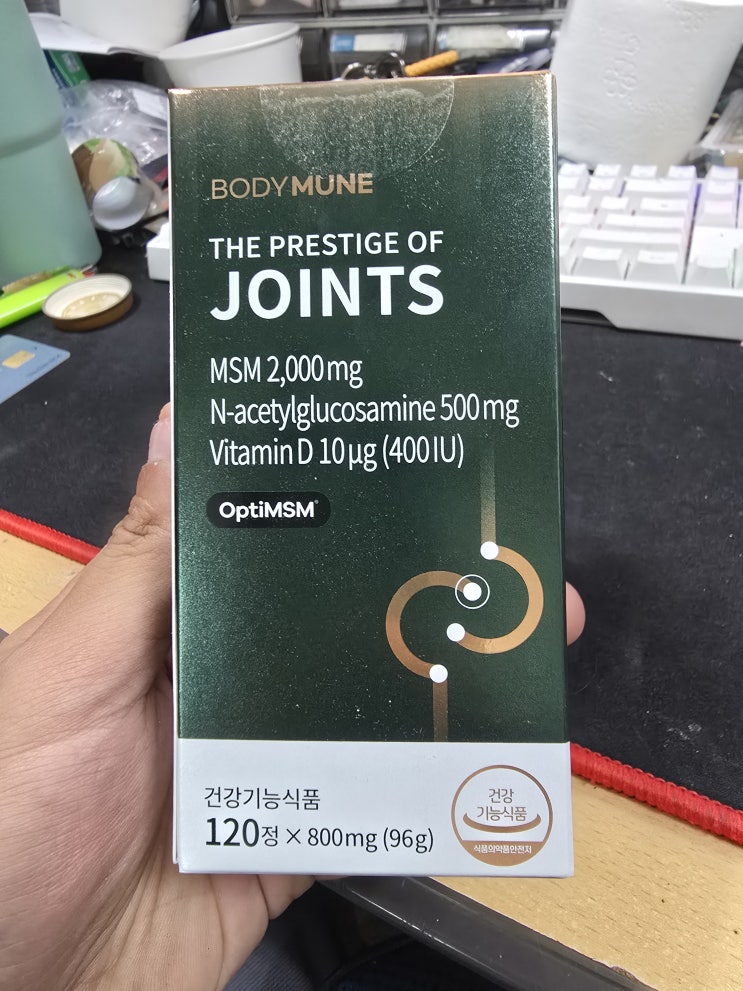 BODYMUNE
THE PRESTIGE OF
JOINTS
MSM 2,000mg
N-acetylglucosamine 500mg
Vitamin D 10μg (400IU)
OptiMSM®
건강기능식품
120정 × 800mg (96g)
건강
기능식품
식품의약품안전처